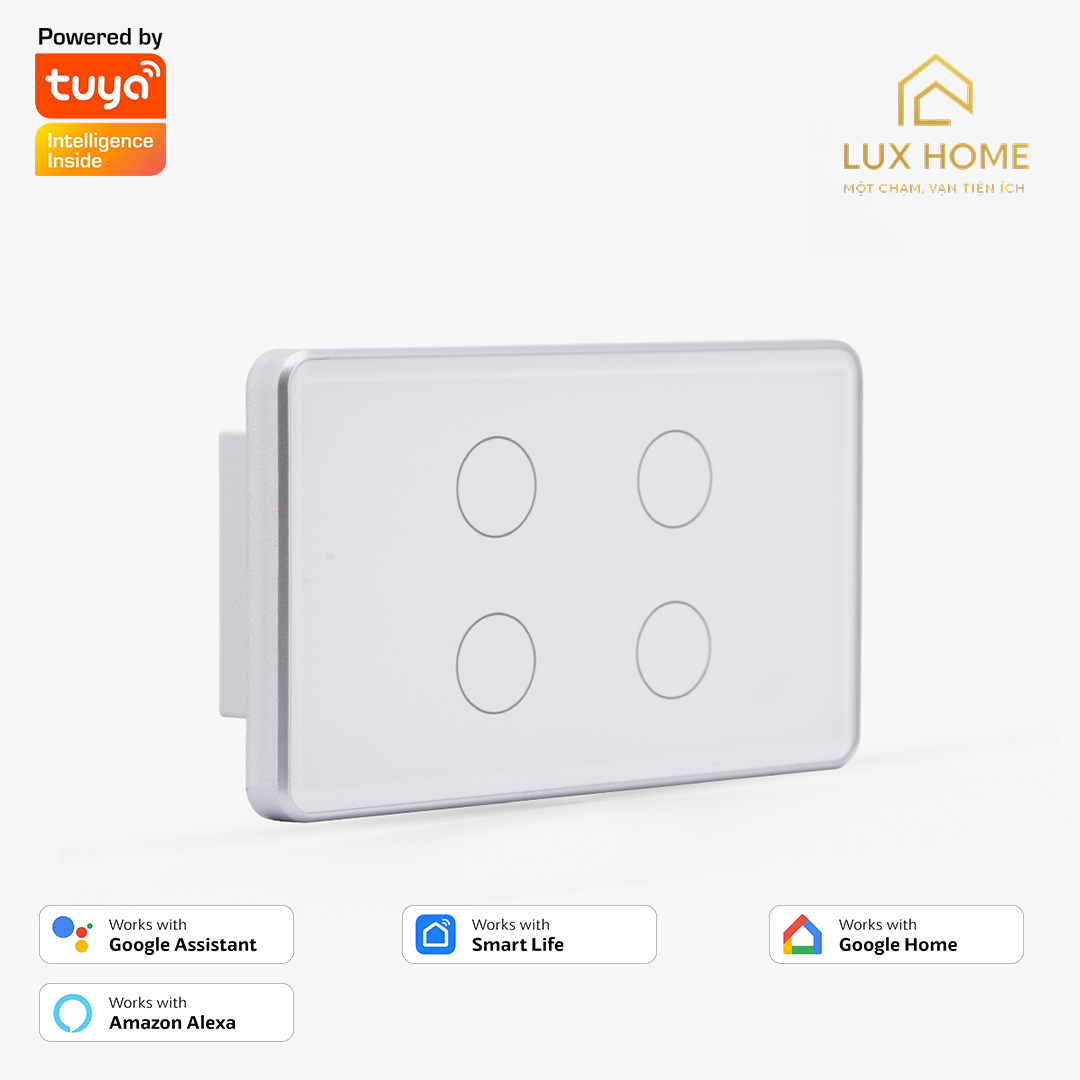 Powered by
tuya
Intelligence
Inside
LUX HOME
MỘT CHẠM, VẠN TIỆN ÍCH
Works with
Google Assistant
Works with
Smart Life
Works with
Google Home
Works with
Amazon Alexa